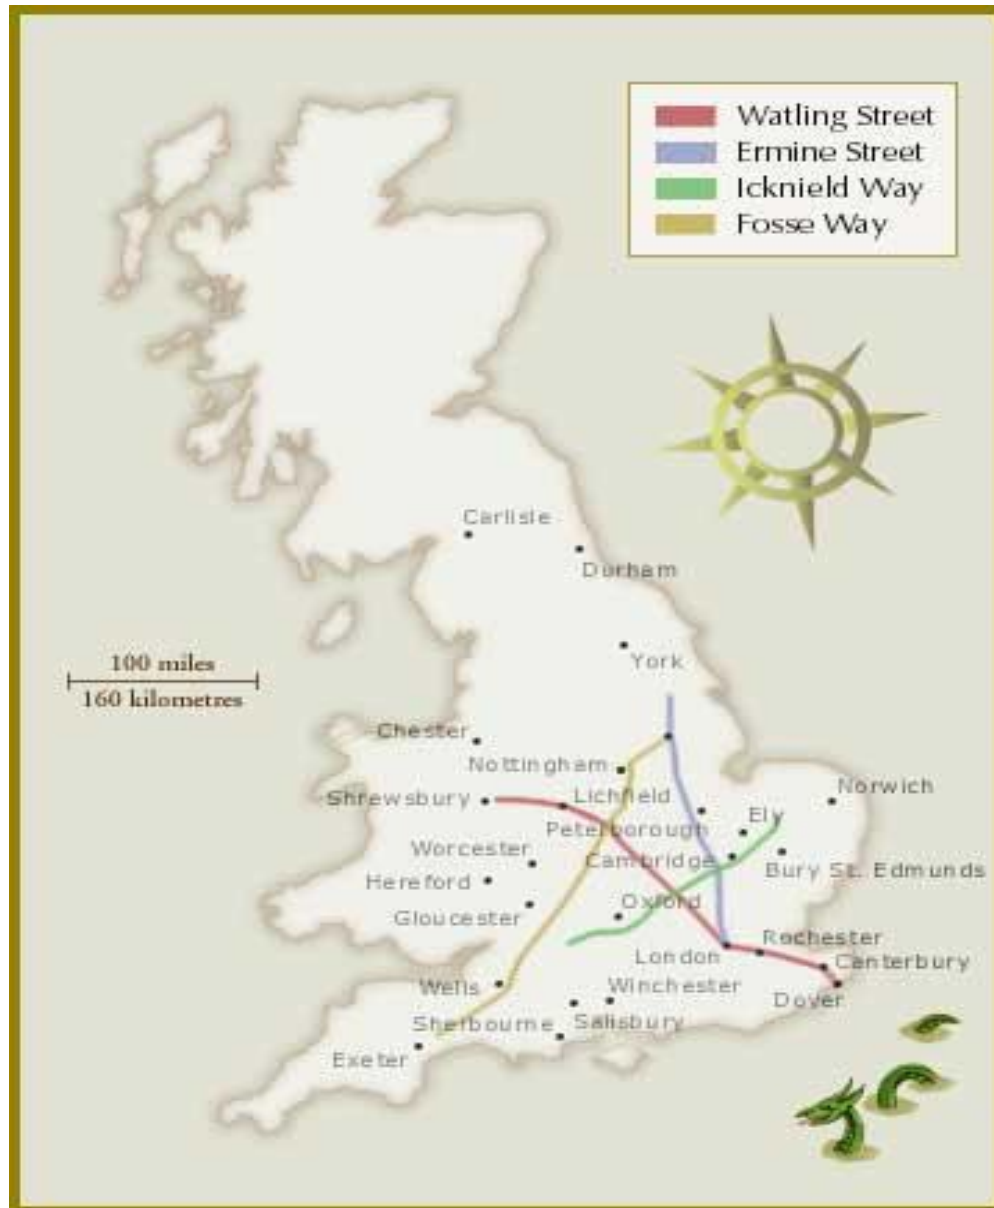 Watling Street
Ermine Street
Icknield Way
Fosse Way
Carlisle
Durham
York
100 miles
160 kilometres
Chester
Nottingham
Norwich
Shrewsbury
Lichfield
Ely
Peterborough
Worcester
Cambridge
Bury St. Edmunds
Hereford
Oxford
Gloucester
Rochester
London
Canterbury
Wells
Winchester
Dover
Sherbourne
Salisbury
Exeter